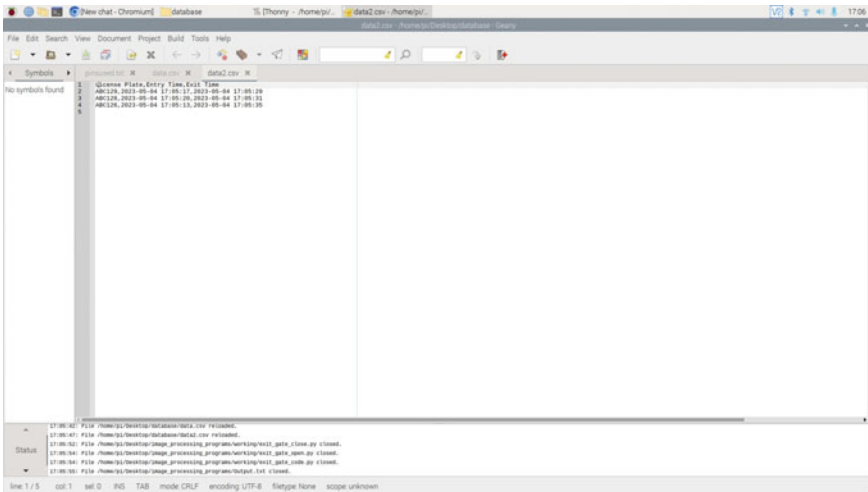 [New chat - Chromium] database [Thonny - /home/pi/... data2.csv - /home/pi/... 17:06
data2.csv - /home/pi/Desktop/database - Geany
File Edit Search View Document Project Build Tools Help
Symbols data.csv data2.csv
No symbols found
1 License Plate,Entry Time,Exit Time
2 ABC129,2023-05-04 17:05:17,2023-05-04 17:05:29
3 ABC128,2023-05-04 17:05:20,2023-05-04 17:05:31
4 ABC126,2023-05-04 17:05:13,2023-05-04 17:05:35
5
17:05:42: File /home/pi/Desktop/database/data.csv reloaded.
17:05:47: File /home/pi/Desktop/database/data2.csv reloaded.
17:05:52: File /home/pi/Desktop/image_processing_programs/working/exit_gate_close.py closed.
Status
17:05:54: File /home/pi/Desktop/image_processing_programs/working/exit_gate_open.py closed.
17:05:54: File /home/pi/Desktop/image_processing_programs/working/exit_gate_code.py closed.
17:05:55: File /home/pi/Desktop/image_processing_programs/Output.txt closed.
line: 1 / 5 col: 1 sel: 0 INS TAB mode: CRLF encoding: UTF-8 filetype: None scope: unknown